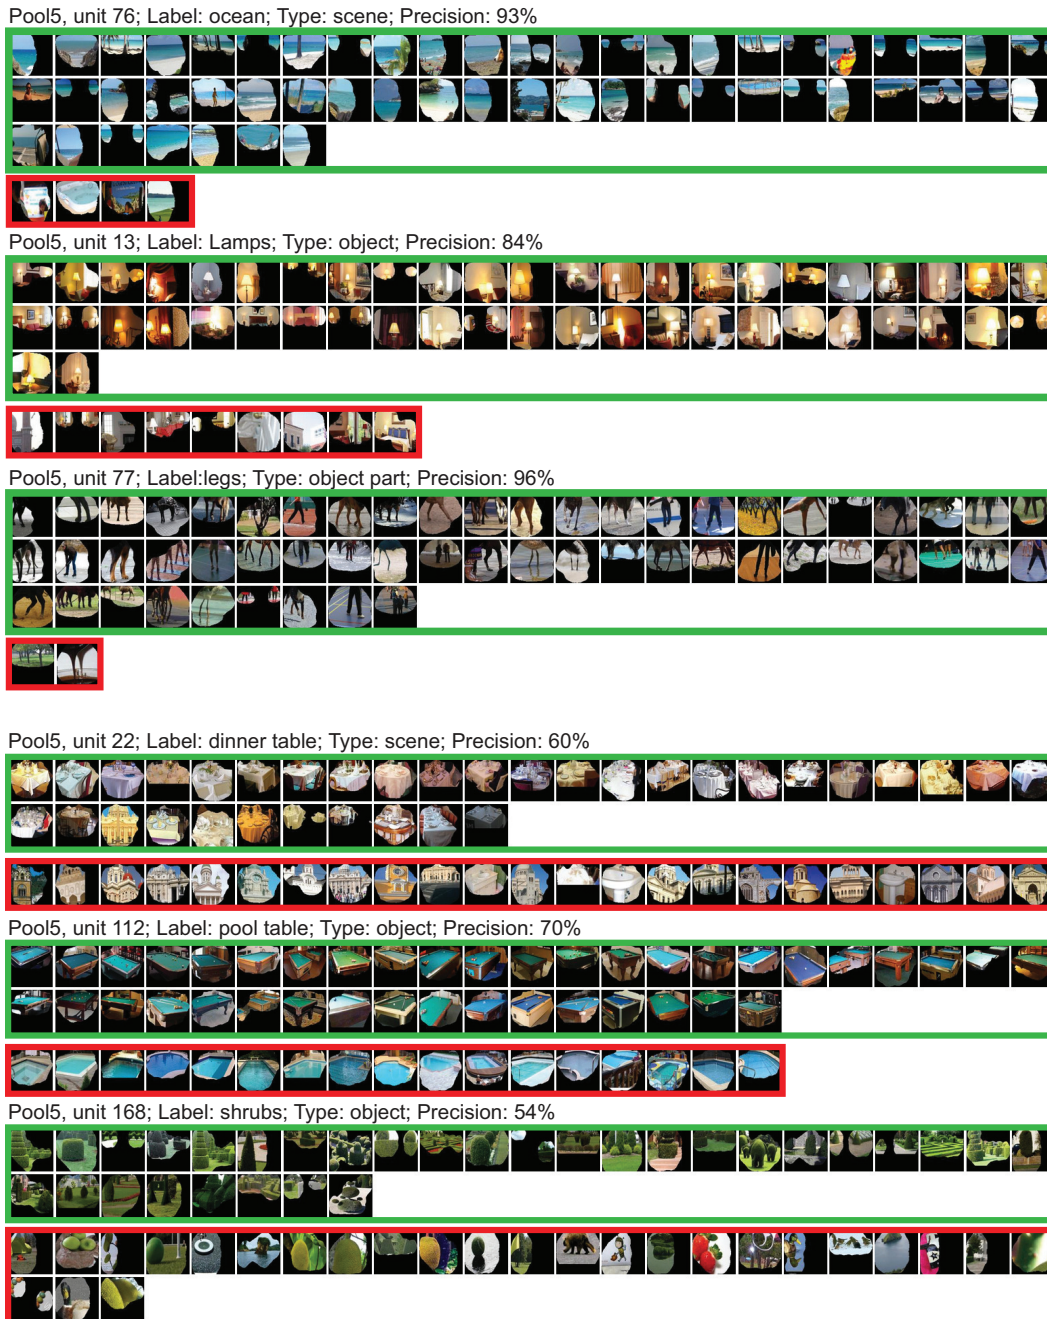 Pool5, unit 76; Label: ocean; Type: scene; Precision: 93%
Pool5, unit 13; Label: Lamps; Type: object; Precision: 84%
Pool5, unit 77; Label:legs; Type: object part; Precision: 96%
Pool5, unit 22; Label: dinner table; Type: scene; Precision: 60%
Pool5, unit 112; Label: pool table; Type: object; Precision: 70%
Pool5, unit 168; Label: shrubs; Type: object; Precision: 54%